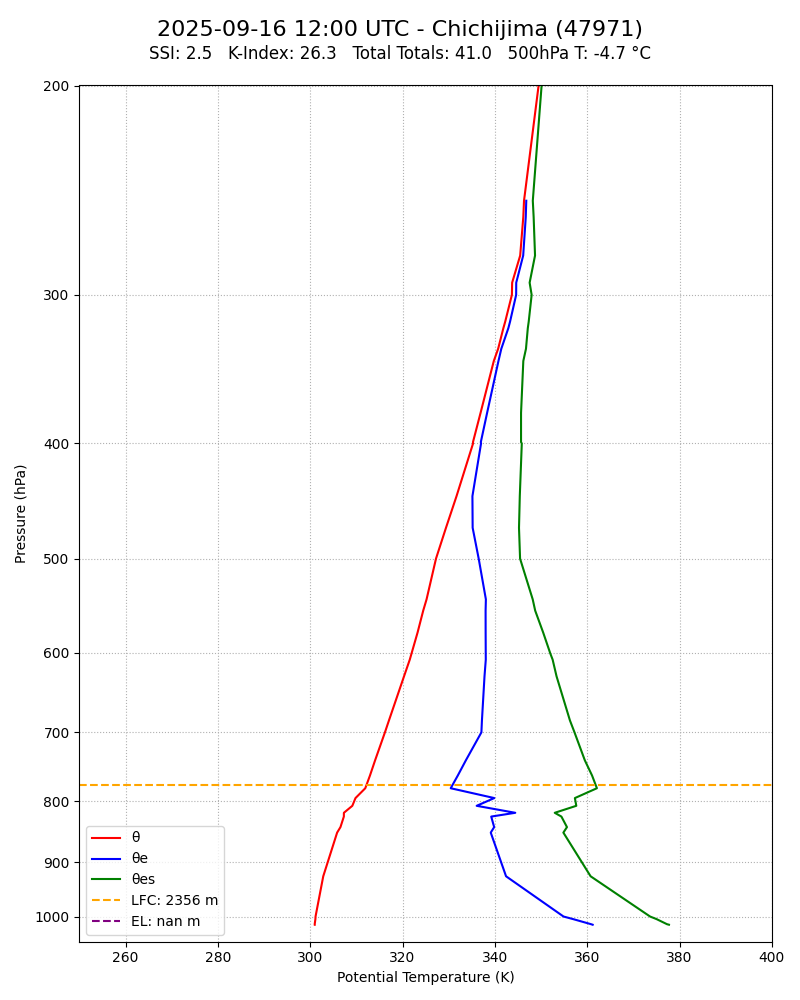 2025-09-16 12:00 UTC - Chichijima (47971)
SSI: 2.5   K-Index: 26.3   Total Totals: 41.0   500hPa T: -4.7 °C
200
300
400
500
600
700
800
900
1000
Pressure (hPa)
θ
θe
θes
LFC: 2356 m
EL: nan m
260 280 300 320 340 360 380 400
Potential Temperature (K)